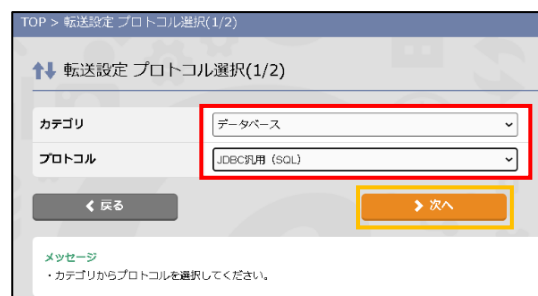 TOP > 転送設定 プロトコル選択(1/2)
転送設定 プロトコル選択(1/2)
カテゴリ
データベース
プロトコル
JDBC汎用 (SQL)
戻る
次へ
メッセージ
・カテゴリからプロトコルを選択してください。